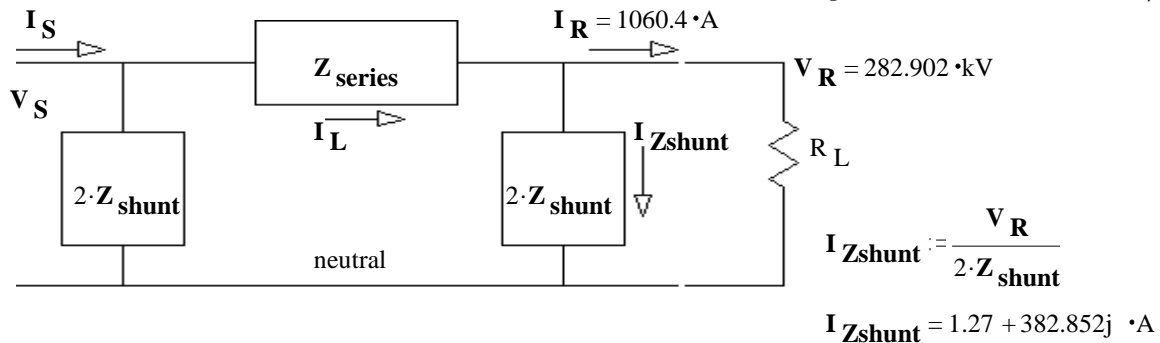 I S
I R = 1060.4 •A
Z series
V R = 282.902 •kV
V S
I L
I Zshunt
R L
2·Z shunt
2·Z shunt
I Zshunt := V R / 2·Z shunt
neutral
I Zshunt = 1.27 + 382.852j •A